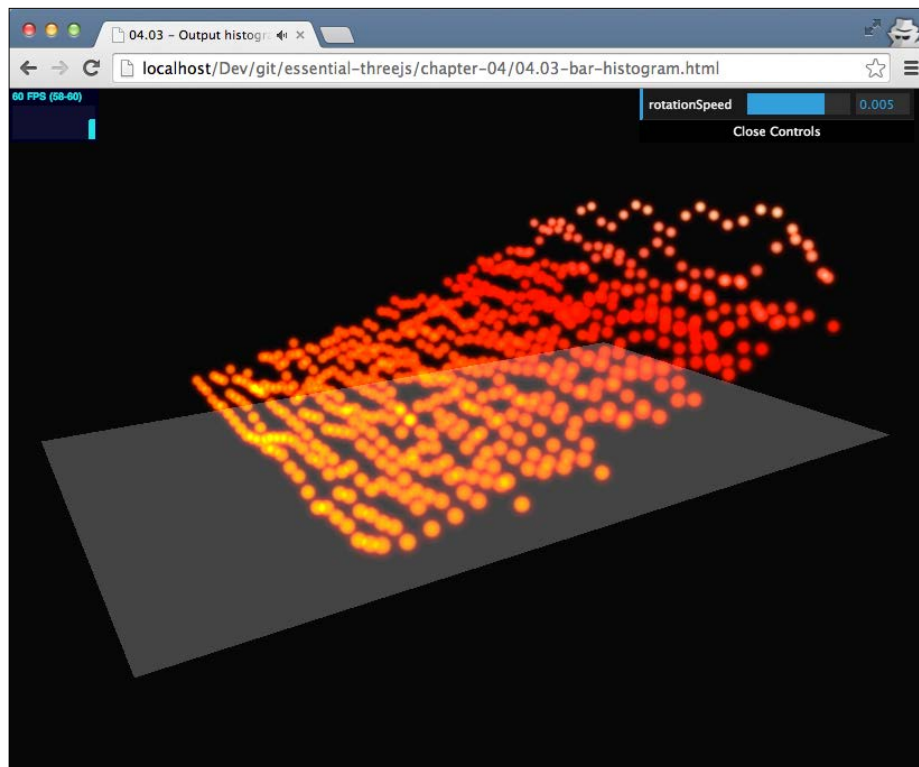 04.03 - Output histogr
localhost/Dev/git/essential-threejs/chapter-04/04.03-bar-histogram.html
60 FPS (58-60)
rotationSpeed 0.005
Close Controls